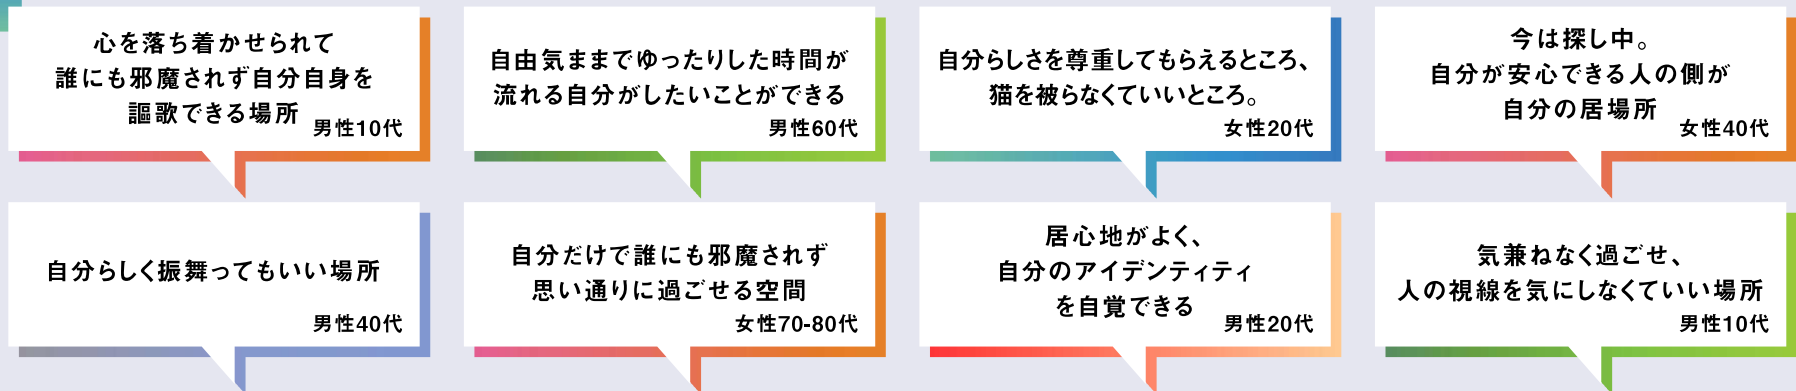 心を落ち着かせられて
誰にも邪魔されず自分自身を
謳歌できる場所
男性10代
自由気ままでゆったりした時間が
流れる自分がしたいことができる
男性60代
自分らしさを尊重してもらえるところ、
猫を被らなくていいところ。
女性20代
今は探し中。
自分が安心できる人の側が
自分の居場所
女性40代
自分らしく振舞ってもいい場所
男性40代
自分だけで誰にも邪魔されず
思い通りに過ごせる空間
女性70-80代
居心地がよく、
自分のアイデンティティ
を自覚できる
男性20代
気兼ねなく過ごせ、
人の視線を気にしなくていい場所
男性10代